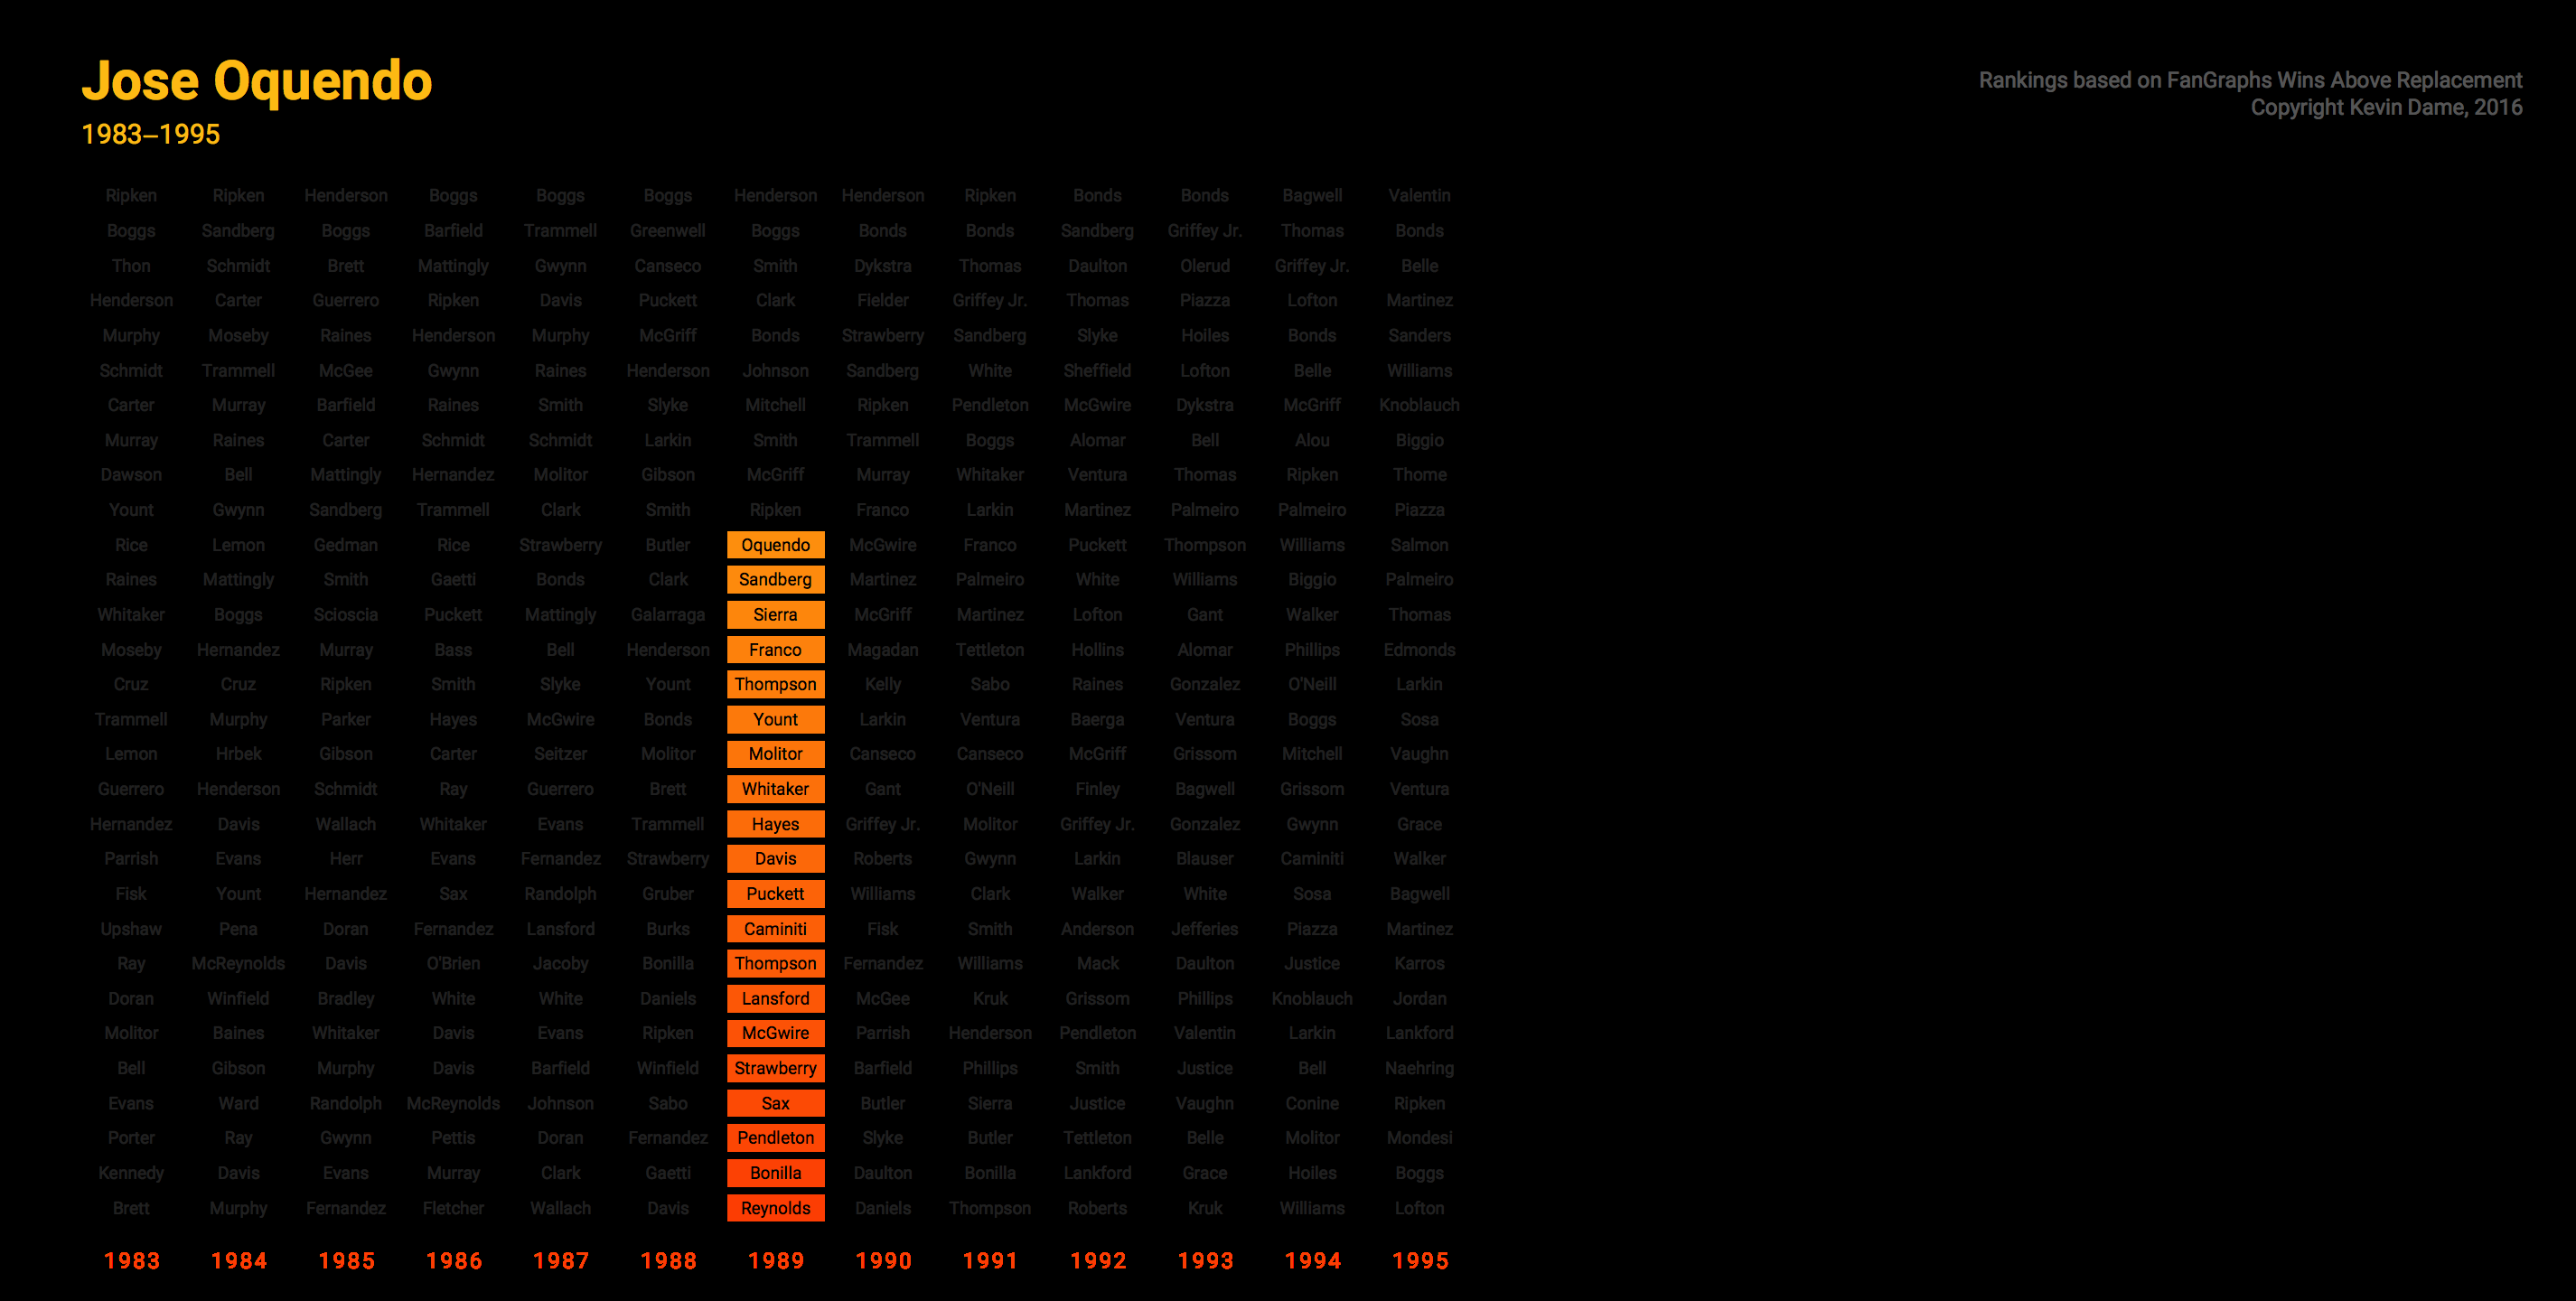 Jose Oquendo
1983–1995
Rankings based on FanGraphs Wins Above Replacement
Copyright Kevin Dame, 2016
Ripken Ripken Henderson Boggs Boggs Boggs Henderson Henderson Ripken Bonds Bonds Bagwell Valentin
Boggs Sandberg Boggs Barfield Trammell Greenwell Boggs Bonds Bonds Sandberg Griffey Jr. Thomas Bonds
Thon Schmidt Brett Mattingly Gwynn Canseco Smith Dykstra Thomas Daulton Olerud Griffey Jr. Belle
Henderson Carter Guerrero Ripken Davis Puckett Clark Fielder Griffey Jr. Thomas Piazza Lofton Martinez
Murphy Moseby Raines Henderson Murphy McGriff Bonds Strawberry Sandberg Slyke Hoiles Bonds Sanders
Schmidt Trammell McGee Gwynn Raines Henderson Johnson Sandberg White Sheffield Lofton Belle Williams
Carter Murray Barfield Raines Smith Slyke Mitchell Ripken Pendleton McGwire Dykstra McGriff Knoblauch
Murray Raines Carter Schmidt Schmidt Larkin Smith Trammell Boggs Alomar Bell Alou Biggio
Dawson Bell Mattingly Hernandez Molitor Gibson McGriff Murray Whitaker Ventura Thomas Ripken Thome
Yount Gwynn Sandberg Trammell Clark Smith Ripken Franco Larkin Martinez Palmeiro Palmeiro Piazza
Rice Lemon Gedman Rice Strawberry Butler Oquendo McGwire Franco Puckett Thompson Williams Salmon
Raines Mattingly Smith Gaetti Bonds Clark Sandberg Martinez Palmeiro White Williams Biggio Palmeiro
Whitaker Boggs Scioscia Puckett Mattingly Galarraga Sierra McGriff Martinez Lofton Gant Walker Thomas
Moseby Hernandez Murray Bass Bell Henderson Franco Magadan Tettleton Hollins Alomar Phillips Edmonds
Cruz Cruz Ripken Smith Slyke Yount Thompson Kelly Sabo Raines Gonzalez O'Neill Larkin
Trammell Murphy Parker Hayes McGwire Bonds Yount Larkin Ventura Baerga Ventura Boggs Sosa
Lemon Hrbek Gibson Carter Seitzer Molitor Molitor Canseco Canseco McGriff Grissom Mitchell Vaughn
Guerrero Henderson Schmidt Ray Guerrero Brett Whitaker Gant O'Neill Finley Bagwell Grissom Ventura
Hernandez Davis Wallach Whitaker Evans Trammell Hayes Griffey Jr. Molitor Griffey Jr. Gonzalez Gwynn Grace
Parrish Evans Herr Evans Fernandez Strawberry Davis Roberts Gwynn Larkin Blauser Caminiti Walker
Fisk Yount Hernandez Sax Randolph Gruber Puckett Williams Clark Walker White Sosa Bagwell
Upshaw Pena Doran Fernandez Lansford Burks Caminiti Fisk Smith Anderson Jefferies Piazza Martinez
Ray McReynolds Davis O'Brien Jacoby Bonilla Thompson Fernandez Williams Mack Daulton Justice Karros
Doran Winfield Bradley White White Daniels Lansford McGee Kruk Grissom Phillips Knoblauch Jordan
Molitor Baines Whitaker Davis Evans Ripken McGwire Parrish Henderson Pendleton Valentin Larkin Lankford
Bell Gibson Murphy Davis Barfield Winfield Strawberry Barfield Phillips Smith Justice Bell Naehring
Evans Ward Randolph McReynolds Johnson Sabo Sax Butler Sierra Justice Vaughn Conine Ripken
Porter Ray Gwynn Pettis Doran Fernandez Pendleton Slyke Butler Tettleton Belle Molitor Mondesi
Kennedy Davis Evans Murray Clark Gaetti Bonilla Daulton Bonilla Lankford Grace Hoiles Boggs
Brett Murphy Fernandez Fletcher Wallach Davis Reynolds Daniels Thompson Roberts Kruk Williams Lofton
1983 1984 1985 1986 1987 1988 1989 1990 1991 1992 1993 1994 1995